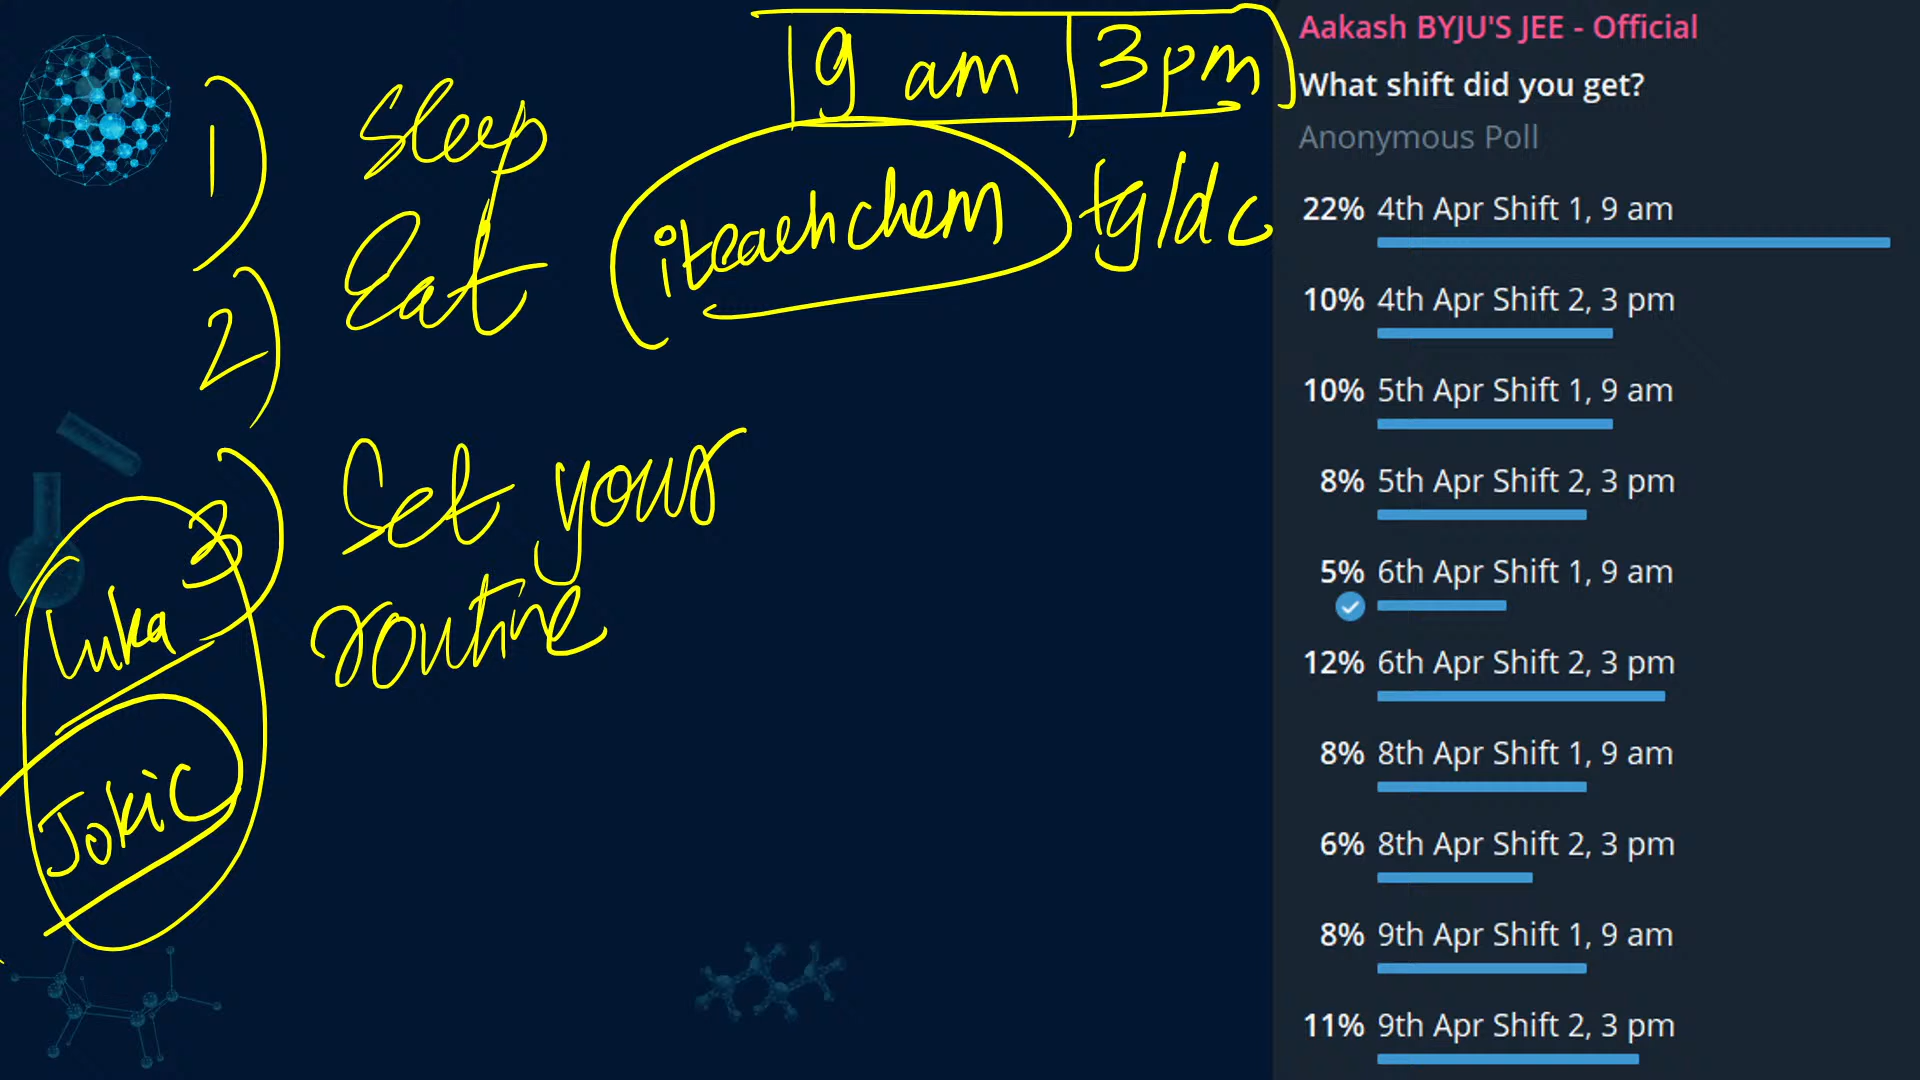 9 am 3pm
1) Sleep
iteachchem tg/dc
2) Eat
3) Set your
routine
Luka
Jokic
Aakash BYJU'S JEE - Official
What shift did you get?
Anonymous Poll
22% 4th Apr Shift 1, 9 am
10% 4th Apr Shift 2, 3 pm
10% 5th Apr Shift 1, 9 am
8% 5th Apr Shift 2, 3 pm
5% 6th Apr Shift 1, 9 am
12% 6th Apr Shift 2, 3 pm
8% 8th Apr Shift 1, 9 am
6% 8th Apr Shift 2, 3 pm
8% 9th Apr Shift 1, 9 am
11% 9th Apr Shift 2, 3 pm